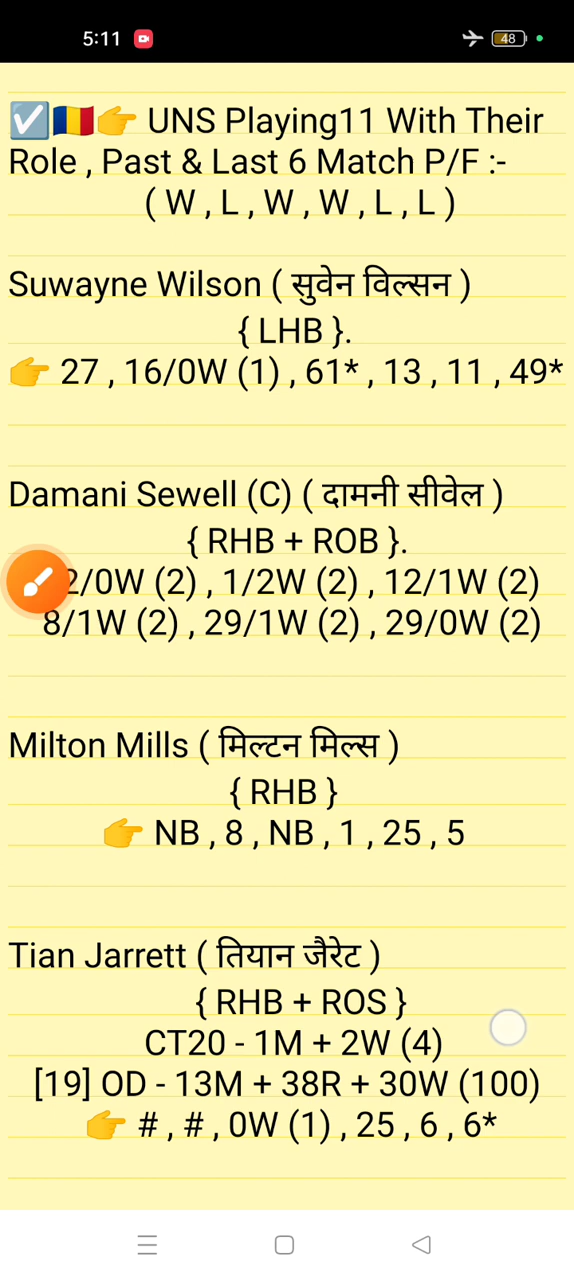 5:11
48
☑️🇷🇴👉 UNS Playing11 With Their
Role , Past & Last 6 Match P/F :-
( W , L , W , W , L , L )
Suwayne Wilson ( सुवेन विल्सन )
{ LHB }.
👉 27 , 16/0W (1) , 61* , 13 , 11 , 49*
Damani Sewell (C) ( दामनी सीवेल )
{ RHB + ROB }.
2/0W (2) , 1/2W (2) , 12/1W (2)
8/1W (2) , 29/1W (2) , 29/0W (2)
Milton Mills ( मिल्टन मिल्स )
{ RHB }
👉 NB , 8 , NB , 1 , 25 , 5
Tian Jarrett ( तियान जैरेट )
{ RHB + ROS }
CT20 - 1M + 2W (4)
[19] OD - 13M + 38R + 30W (100)
👉 # , # , 0W (1) , 25 , 6 , 6*